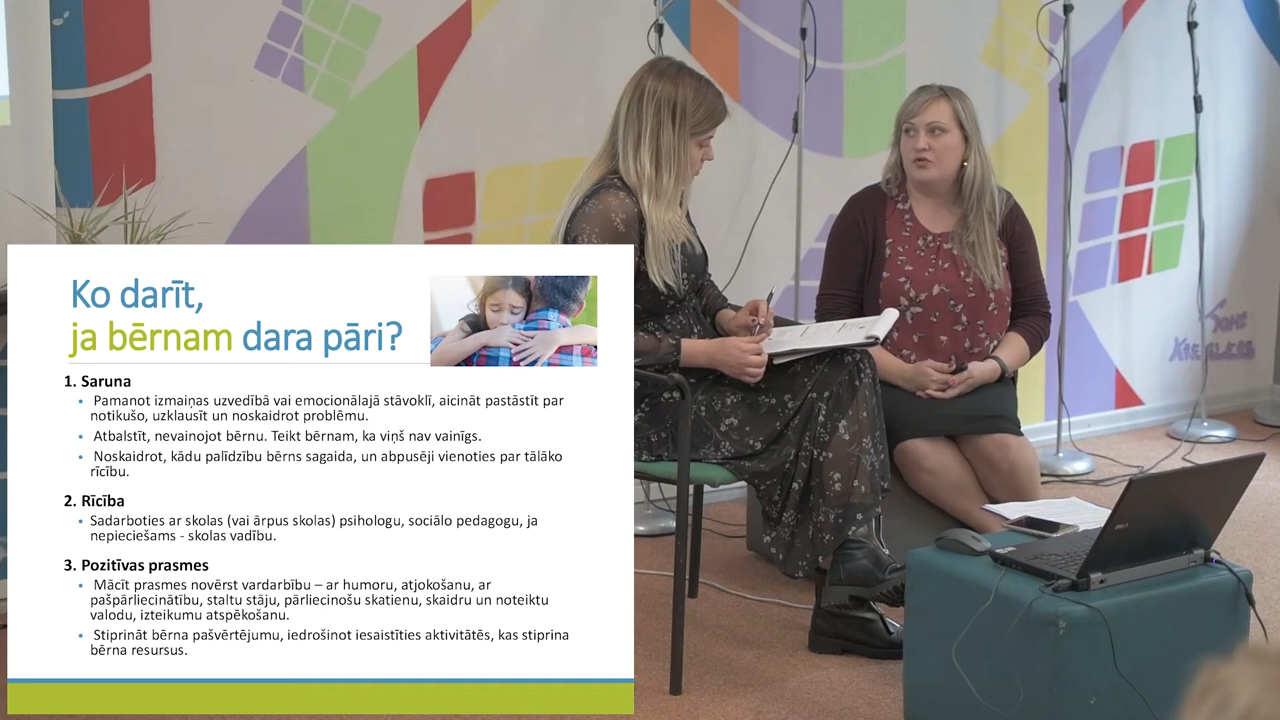 Ko darīt,
ja bērnam dara pāri?
1. Saruna
• Pamanot izmaiņas uzvedībā vai emocionālajā stāvoklī, aicināt pastāstīt par
notikušo, uzklausīt un noskaidrot problēmu.
• Atbalstīt, nevainojot bērnu. Teikt bērnam, ka viņš nav vainīgs.
• Noskaidrot, kādu palīdzību bērns sagaida, un abpusēji vienoties par tālāko
rīcību.
2. Rīcība
• Sadarboties ar skolas (vai ārpus skolas) psihologu, sociālo pedagogu, ja
nepieciešams - skolas vadību.
3. Pozitīvas prasmes
• Mācīt prasmes novērst vardarbību – ar humoru, atjokošanu, ar
pašpārliecinātību, staltu stāju, pārliecinošu skatienu, skaidru un noteiktu
valodu, izteikumu atspēkošanu.
• Stiprināt bērna pašvērtējumu, iedrošinot iesaistīties aktivitātēs, kas stiprina
bērna resursus.
DELL